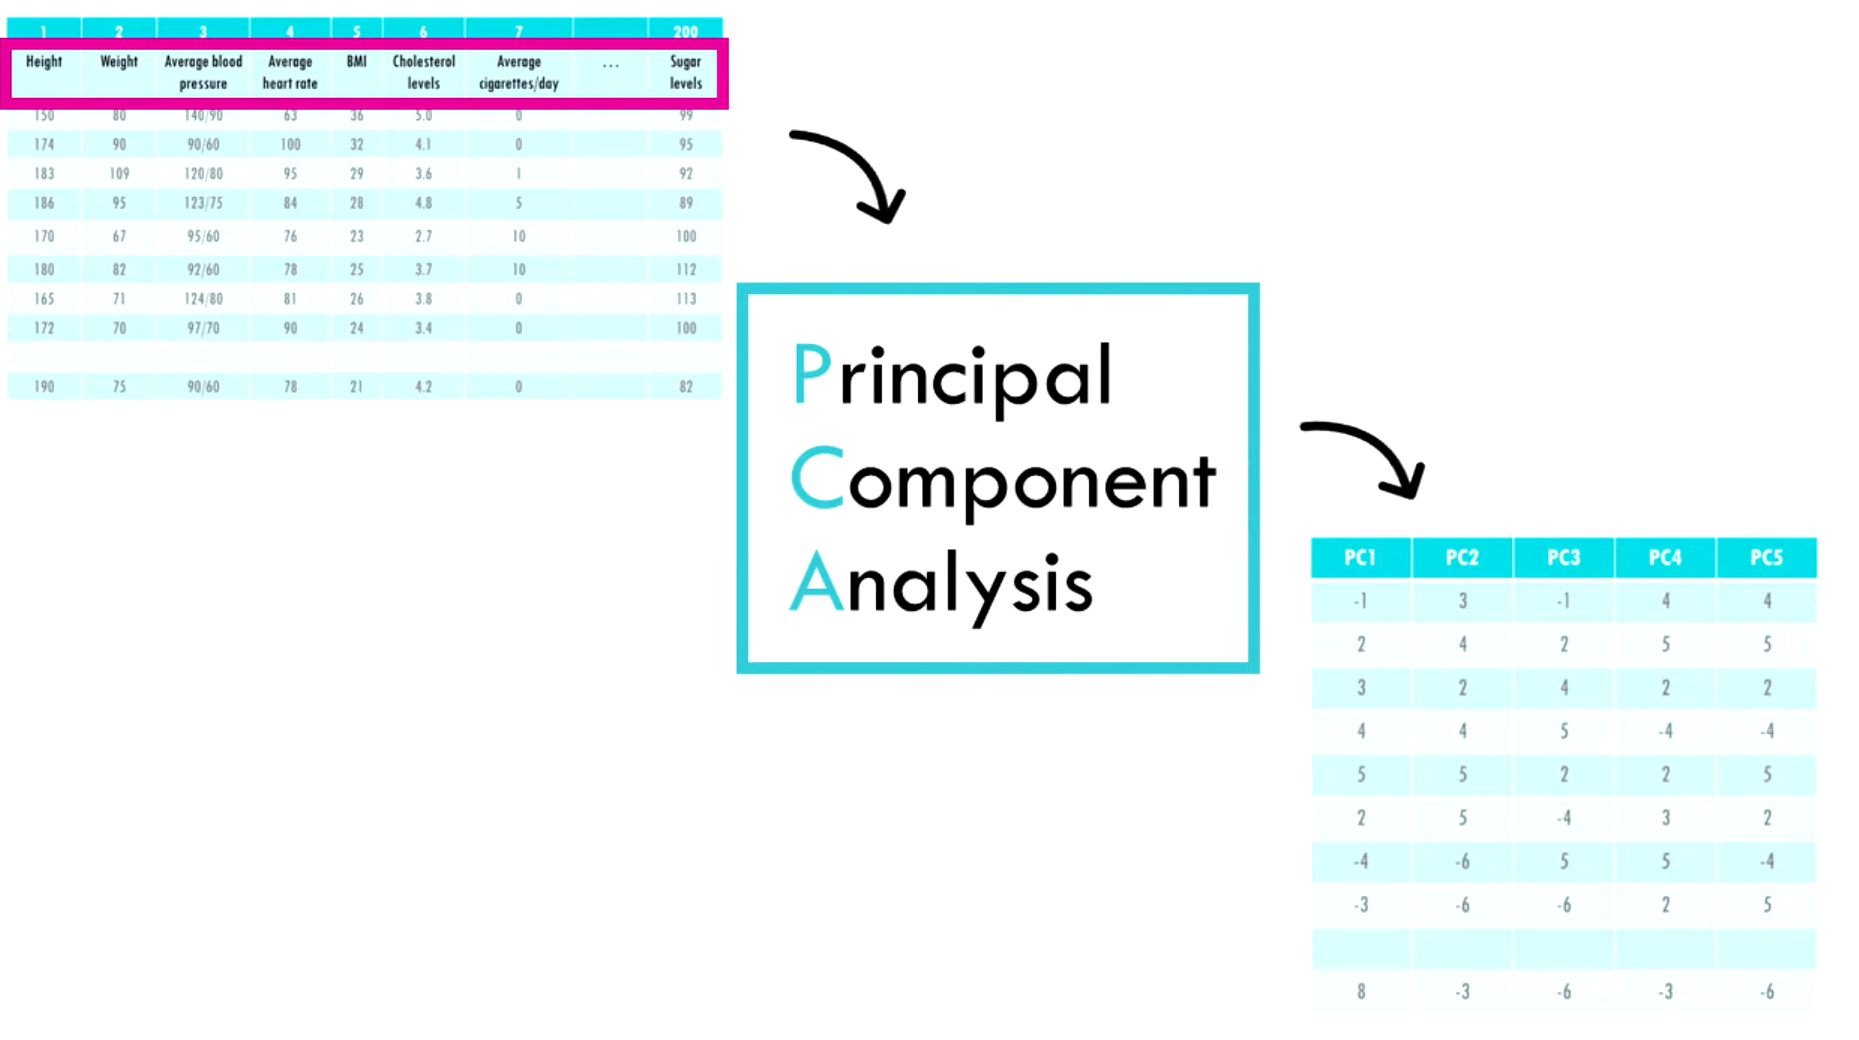 1 2 3 4 5 6 7 200
Height Weight Average blood pressure Average heart rate BMI Cholesterol levels Average cigarettes/day ... Sugar levels
150 80 140/90 63 36 5.0 0 99
174 90 90/60 100 32 4.1 0 95
183 109 120/80 95 29 3.6 1 92
186 95 123/75 84 28 4.8 5 89
170 67 95/60 76 23 2.7 10 100
180 82 92/60 78 25 3.7 10 112
165 71 124/80 81 26 3.8 0 113
172 70 97/70 90 24 3.4 0 100
190 75 90/60 78 21 4.2 0 82
Principal
Component
Analysis
PC1 PC2 PC3 PC4 PC5
-1 3 -1 4 4
2 4 2 5 5
3 2 4 2 2
4 4 5 -4 -4
5 5 2 2 5
2 5 -4 3 2
-4 -6 5 5 -4
-3 -6 -6 2 5
8 -3 -6 -3 -6